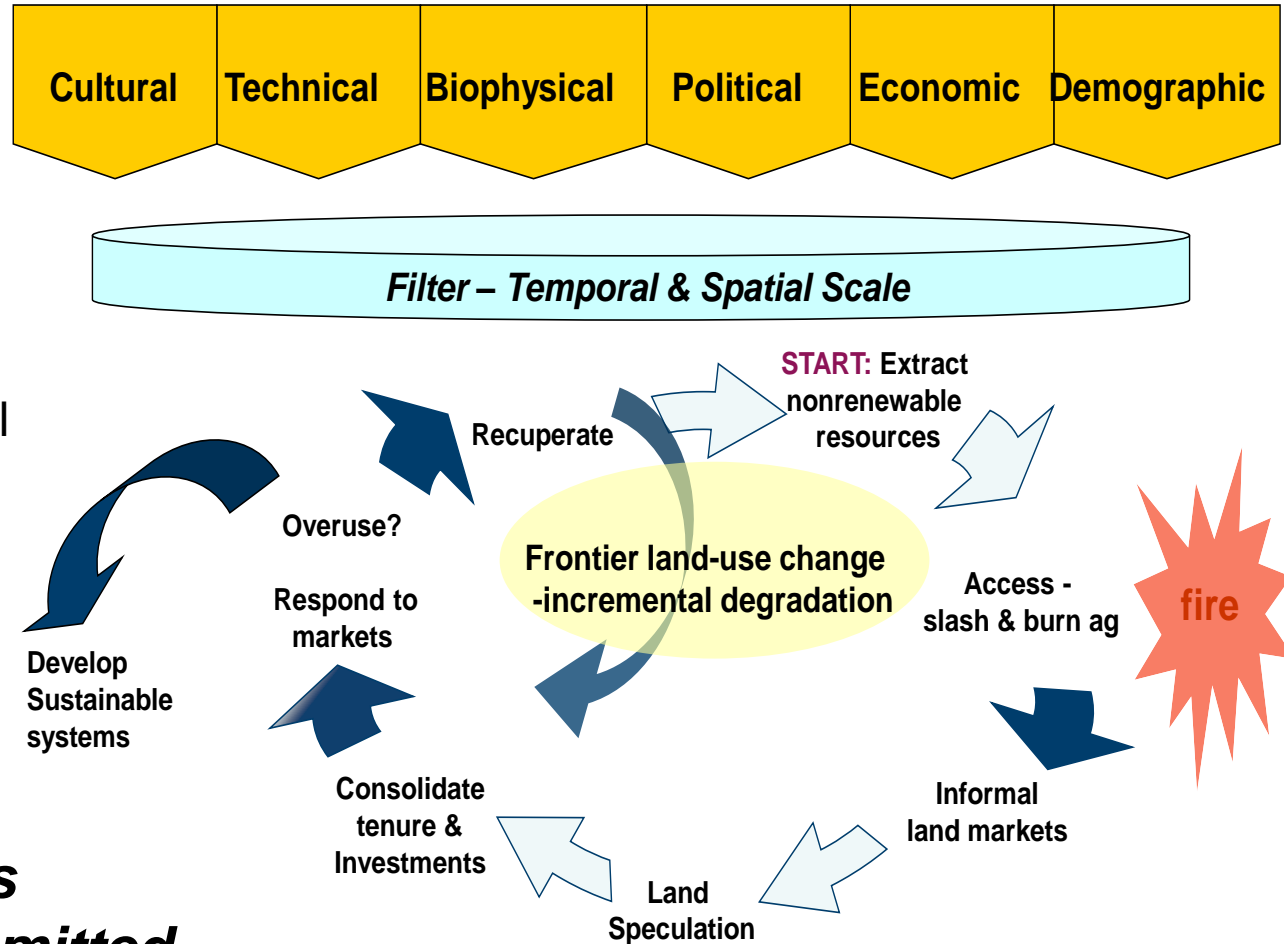 Cultural
Technical
Biophysical
Political
Economic
Demographic
Filter – Temporal & Spatial Scale
START: Extract
nonrenewable
resources
Recuperate
Overuse?
Respond to
markets
Develop
Sustainable
systems
Frontier land-use change
-incremental degradation
Access -
slash & burn ag
fire
Informal
land markets
Land
Speculation
Consolidate
tenure &
Investments